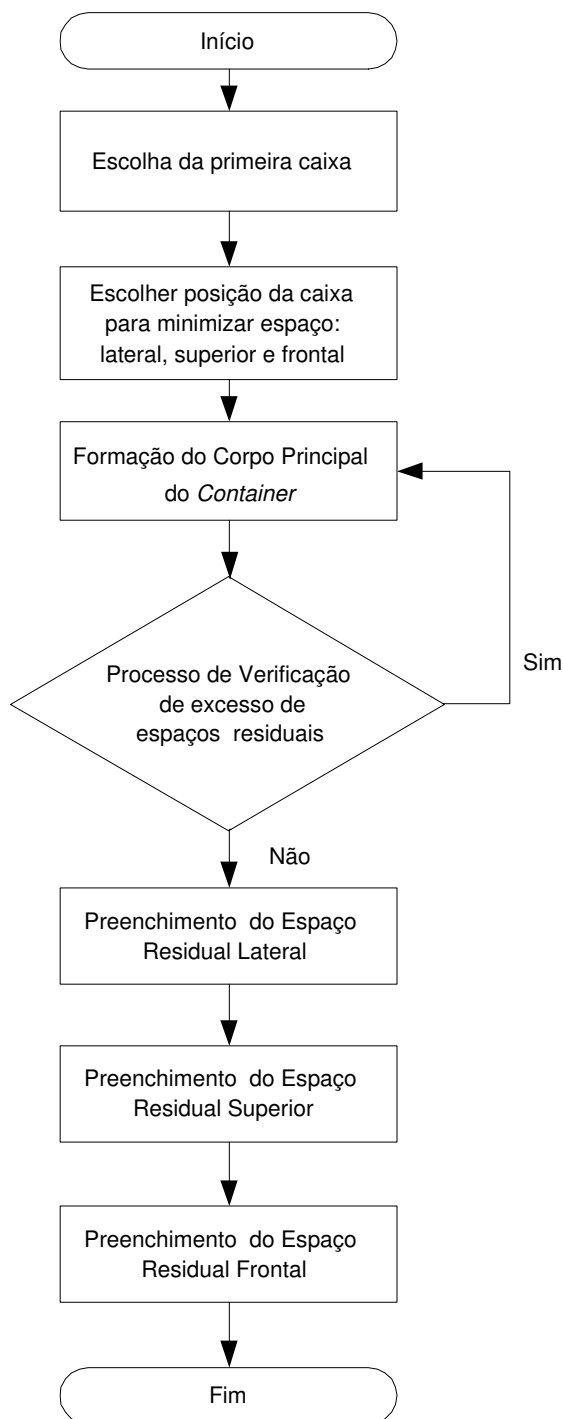 Início
Escolha da primeira caixa
Escolher posição da caixa
para minimizar espaço:
lateral, superior e frontal
Formação do Corpo Principal
do Container
Processo de Verificação
de excesso de
espaços residuais
Sim
Não
Preenchimento do Espaço
Residual Lateral
Preenchimento do Espaço
Residual Superior
Preenchimento do Espaço
Residual Frontal
Fim